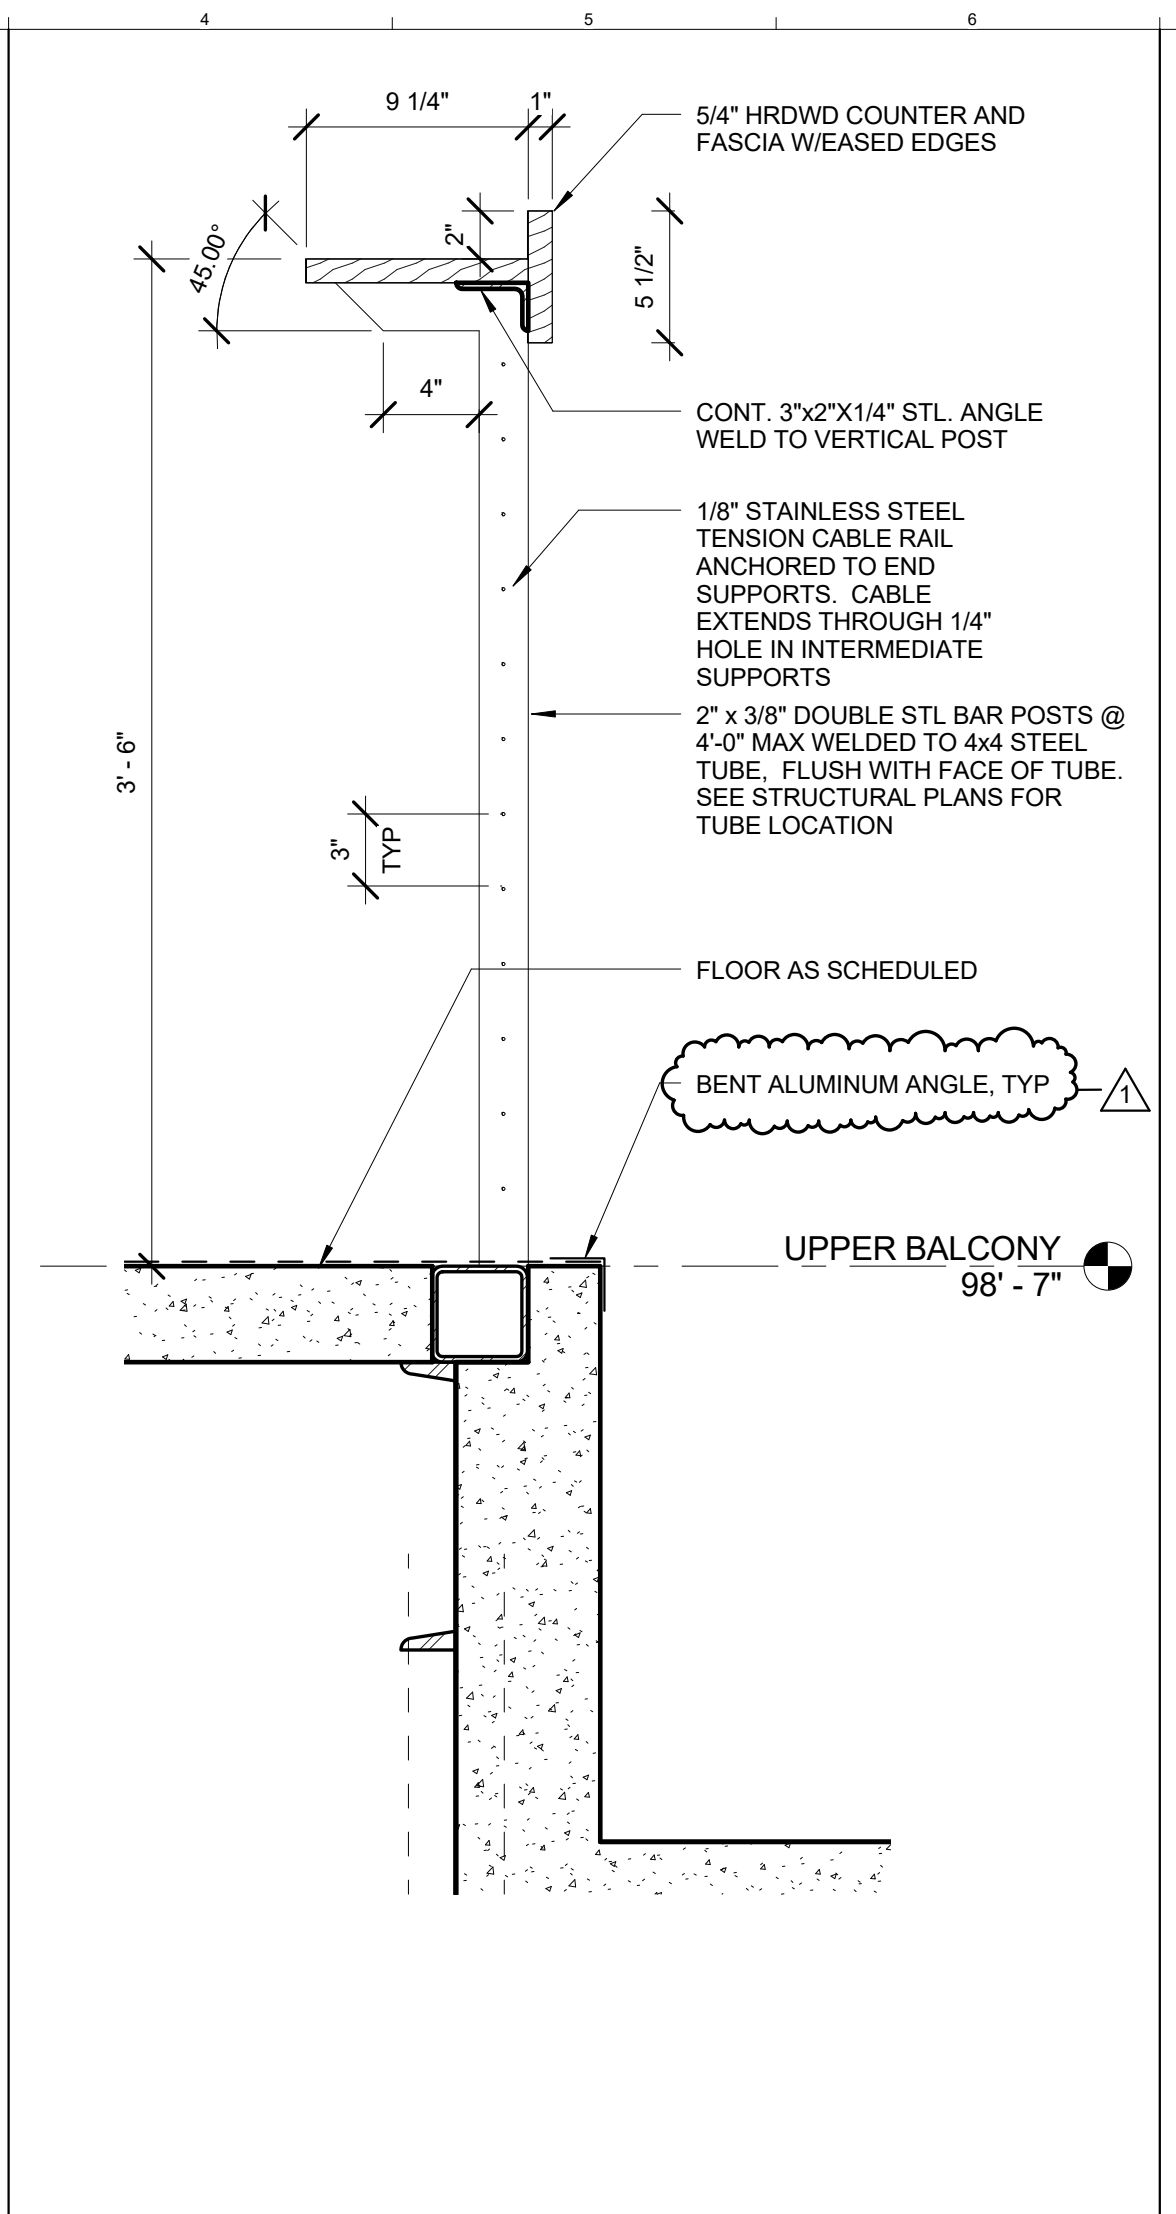 4
5
6
9 1/4"
1"
5/4" HRDWD COUNTER AND
FASCIA W/EASED EDGES
2"
45.00°
5 1/2"
4"
CONT. 3"x2"X1/4" STL. ANGLE
WELD TO VERTICAL POST
1/8" STAINLESS STEEL
TENSION CABLE RAIL
ANCHORED TO END
SUPPORTS.  CABLE
EXTENDS THROUGH 1/4"
HOLE IN INTERMEDIATE
SUPPORTS
2" x 3/8" DOUBLE STL BAR POSTS @
4'-0" MAX WELDED TO 4x4 STEEL
TUBE,  FLUSH WITH FACE OF TUBE.
SEE STRUCTURAL PLANS FOR
TUBE LOCATION
3' - 6"
3"
TYP
FLOOR AS SCHEDULED
BENT ALUMINUM ANGLE, TYP
1
UPPER BALCONY
98' - 7"